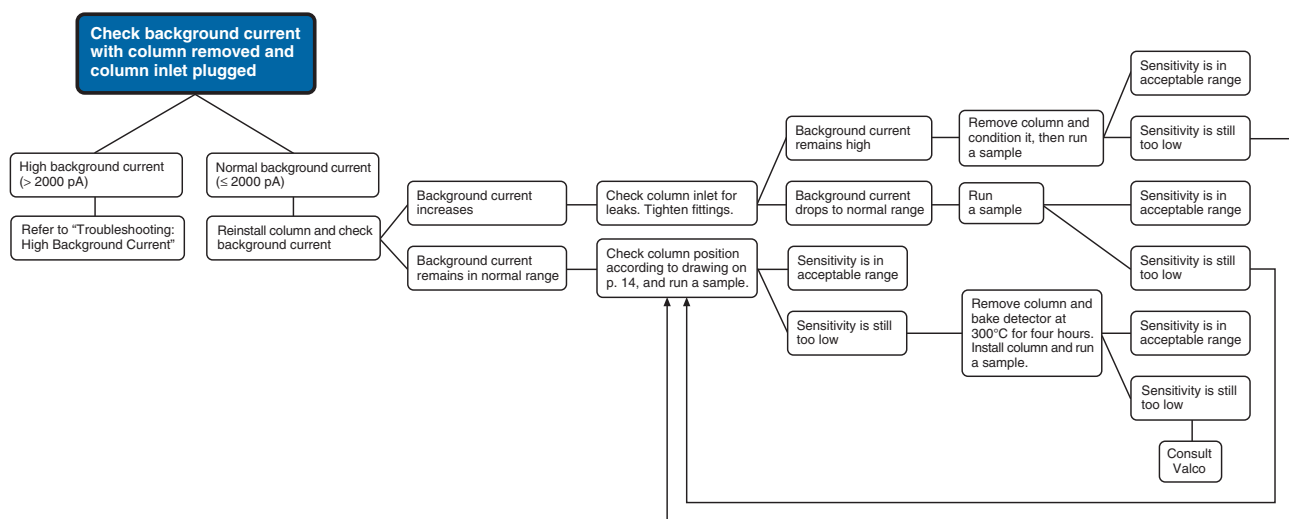 Check background current
with column removed and
column inlet plugged
High background current
(> 2000 pA)
Refer to “Troubleshooting:
High Background Current”
Normal background current
(≤ 2000 pA)
Reinstall column and check
background current
Background current
increases
Background current
remains in normal range
Check column inlet for
leaks. Tighten fittings.
Check column position
according to drawing on
p. 14, and run a sample.
Background current
remains high
Background current
drops to normal range
Sensitivity is in
acceptable range
Sensitivity is still
too low
Remove column and
condition it, then run
a sample
Run
a sample
Remove column and
bake detector at
300°C for four hours.
Install column and run
a sample.
Sensitivity is in
acceptable range
Sensitivity is still
too low
Sensitivity is in
acceptable range
Sensitivity is still
too low
Sensitivity is in
acceptable range
Sensitivity is still
too low
Consult
Valco